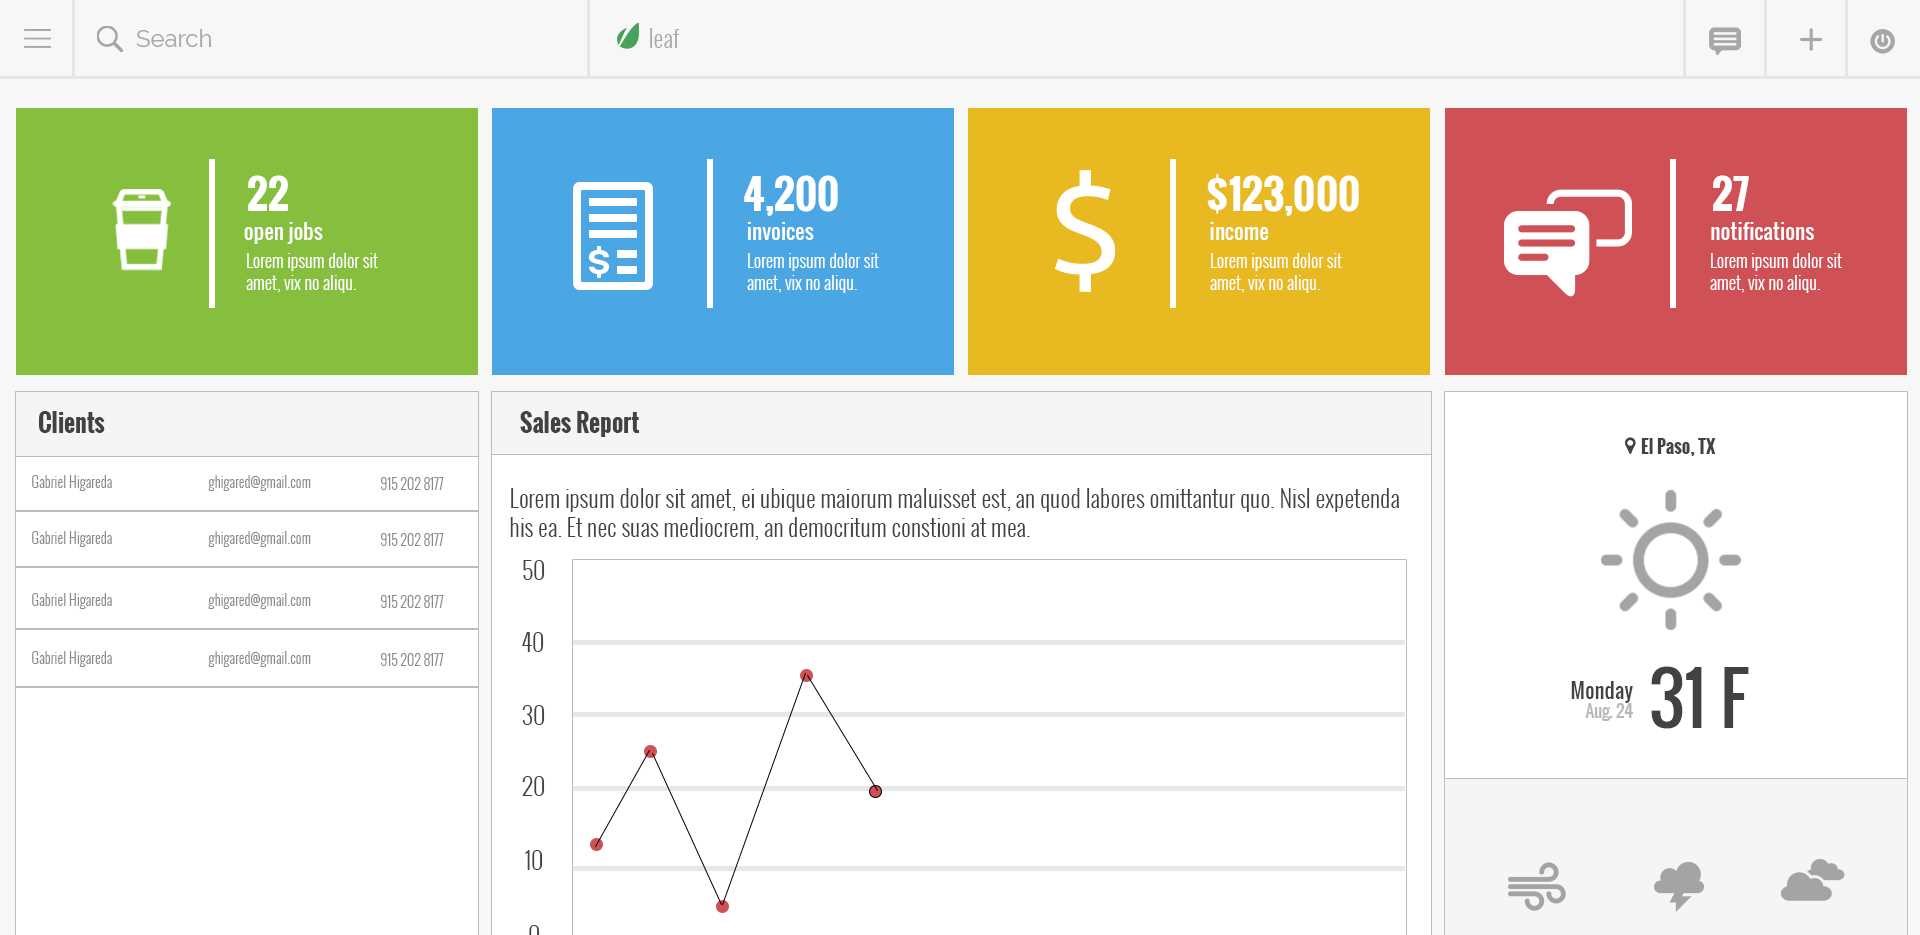 Search
leaf
22
open jobs
Lorem ipsum dolor sit
amet, vix no aliqu.
4,200
invoices
Lorem ipsum dolor sit
amet, vix no aliqu.
$123,000
income
Lorem ipsum dolor sit
amet, vix no aliqu.
27
notifications
Lorem ipsum dolor sit
amet, vix no aliqu.
Clients
Gabriel Higareda ghigared@gmail.com 915 202 8177
Gabriel Higareda ghigared@gmail.com 915 202 8177
Gabriel Higareda ghigared@gmail.com 915 202 8177
Gabriel Higareda ghigared@gmail.com 915 202 8177
Sales Report
Lorem ipsum dolor sit amet, ei ubique maiorum maluisset est, an quod labores omittantur quo. Nisl expetenda
his ea. Et nec suas mediocrem, an democritum constioni at mea.
50
40
30
20
10
0
El Paso, TX
Monday
Aug. 24
31 F